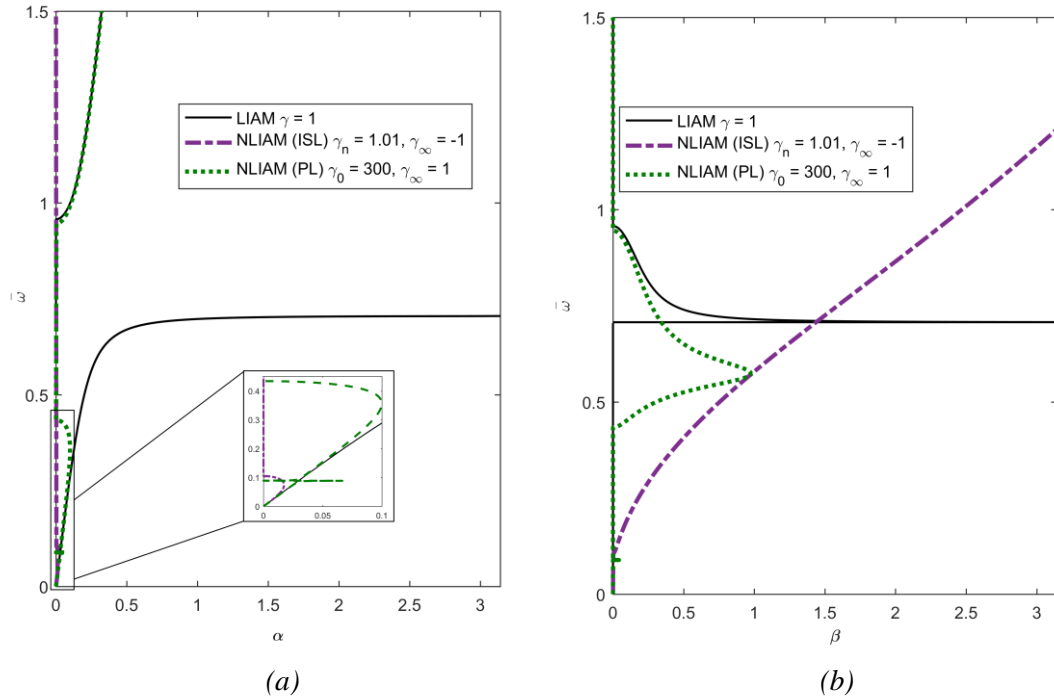 1.5
1
0.5
0
ω̄
LIAM γ = 1
NLIAM (ISL) γn = 1.01, γ∞ = -1
NLIAM (PL) γ0 = 300, γ∞ = 1
0.4
0.3
0.2
0.1
0
0 0.05 0.1
0 0.5 1 1.5 2 2.5 3
α
(a)
1.5
1
0.5
0
ω̄
LIAM γ = 1
NLIAM (ISL) γn = 1.01, γ∞ = -1
NLIAM (PL) γ0 = 300, γ∞ = 1
0 0.5 1 1.5 2 2.5 3
β
(b)